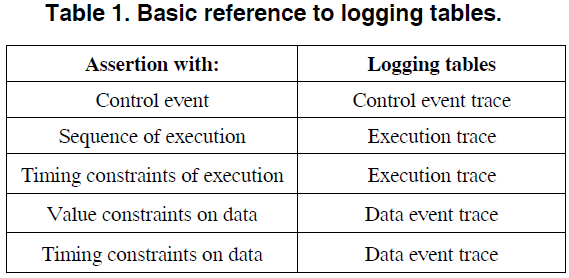 Table 1. Basic reference to logging tables.
Assertion with: Logging tables
Control event Control event trace
Sequence of execution Execution trace
Timing constraints of execution Execution trace
Value constraints on data Data event trace
Timing constraints on data Data event trace